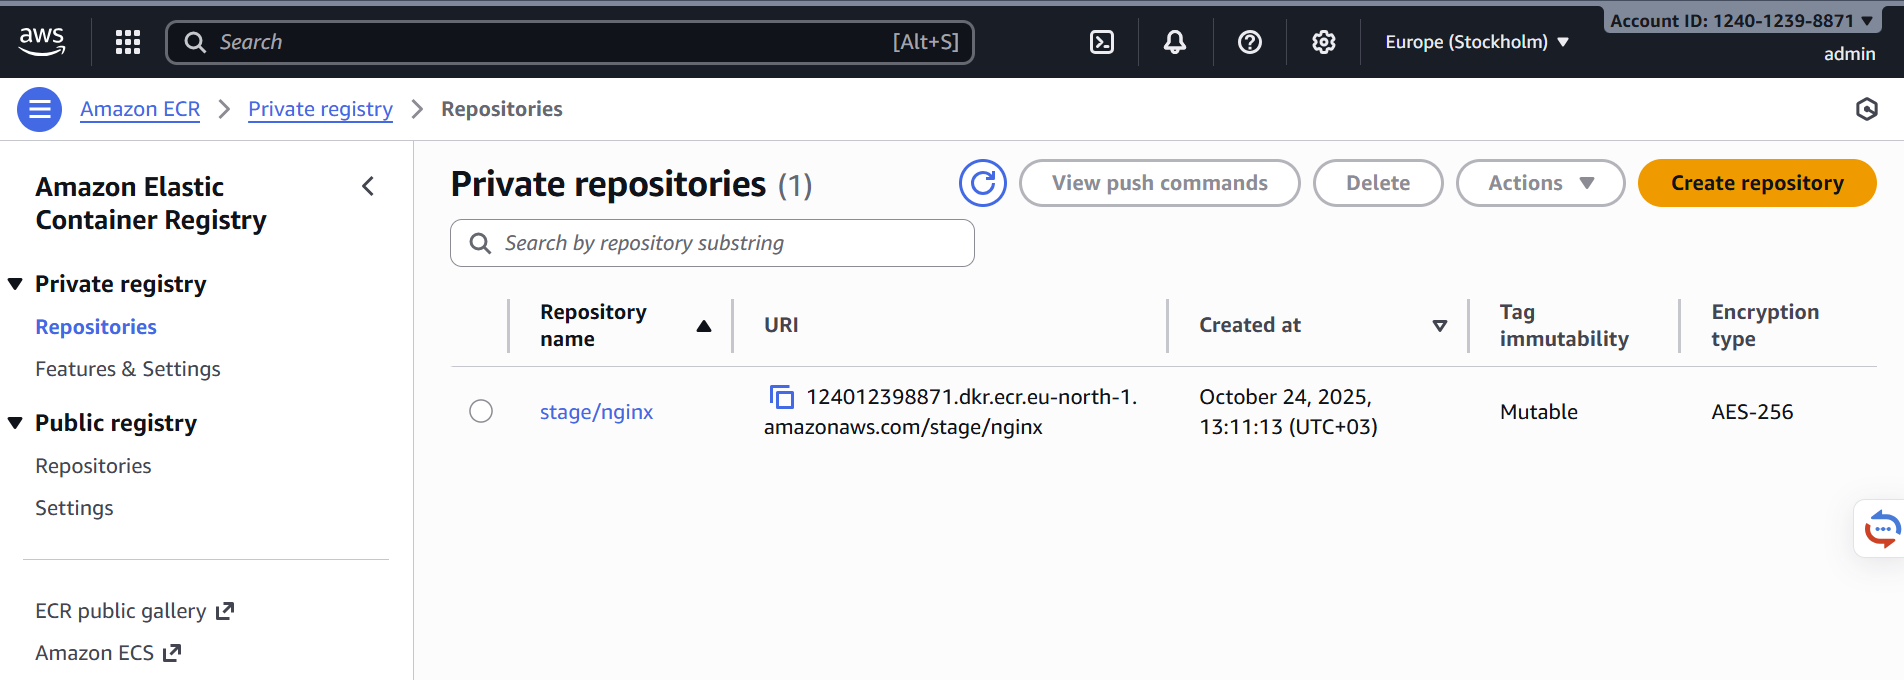 aws
Search
[Alt+S]
Europe (Stockholm)
Account ID: 1240-1239-8871
admin
Amazon ECR
Private registry
Repositories
Amazon Elastic
Container Registry
Private registry
Repositories
Features & Settings
Public registry
Repositories
Settings
ECR public gallery
Amazon ECS
Private repositories (1)
View push commands
Delete
Actions
Create repository
Search by repository substring
Repository
name
URI
Created at
Tag
immutability
Encryption
type
stage/nginx
124012398871.dkr.ecr.eu-north-1.
amazonaws.com/stage/nginx
October 24, 2025,
13:11:13 (UTC+03)
Mutable
AES-256